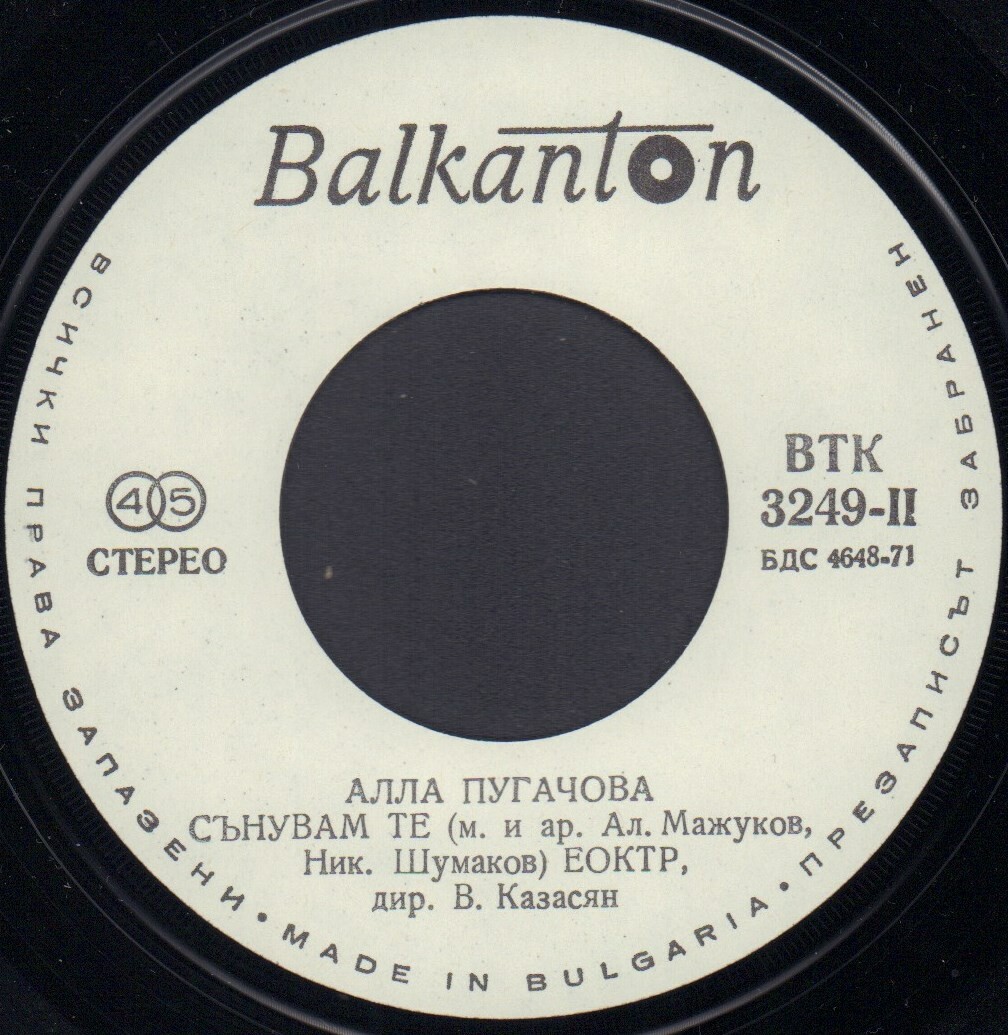 Balkanton
45
СТЕРЕО
ВТК
3249-II
БДС 4648-71
АЛЛА ПУГАЧОВА
СЪНУВАМ ТЕ (м. и ар. Ал. Мажуков,
Ник. Шумаков) ЕОКТР,
дир. В. Казасян
ВСИЧКИ ПРАВА ЗАПАЗЕНИ • MADE IN BULGARIA • ПРЕЗАПИСЪТ ЗАБРАНЕН